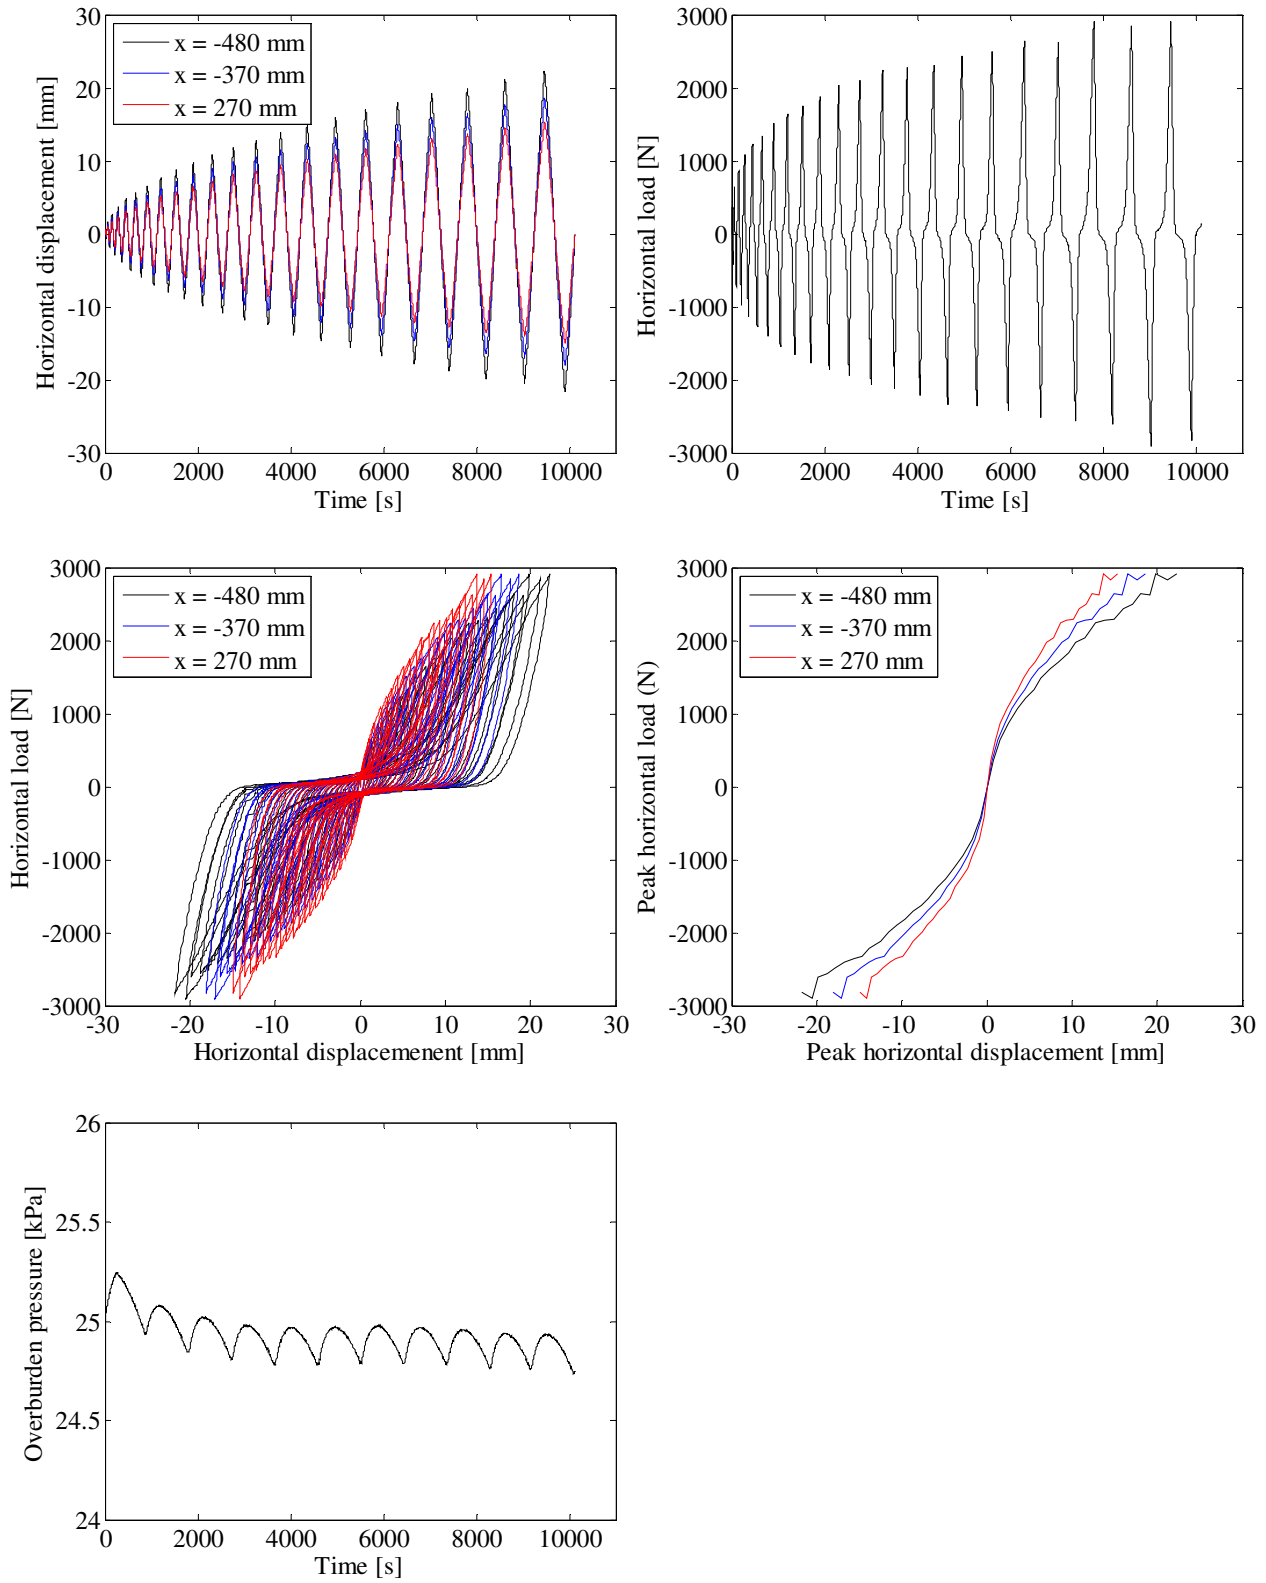 30
20
10
0
-10
-20
-30
Horizontal displacement [mm]
x = -480 mm
x = -370 mm
x = 270 mm
0 2000 4000 6000 8000 10000
Time [s]
3000
2000
1000
0
-1000
-2000
-3000
Horizontal load [N]
0 2000 4000 6000 8000 10000
Time [s]
3000
2000
1000
0
-1000
-2000
-3000
Horizontal load [N]
x = -480 mm
x = -370 mm
x = 270 mm
-30 -20 -10 0 10 20 30
Horizontal displacemenent [mm]
3000
2000
1000
0
-1000
-2000
-3000
Peak horizontal load (N)
x = -480 mm
x = -370 mm
x = 270 mm
-30 -20 -10 0 10 20 30
Peak horizontal displacement [mm]
26
25.5
25
24.5
24
Overburden pressure [kPa]
0 2000 4000 6000 8000 10000
Time [s]